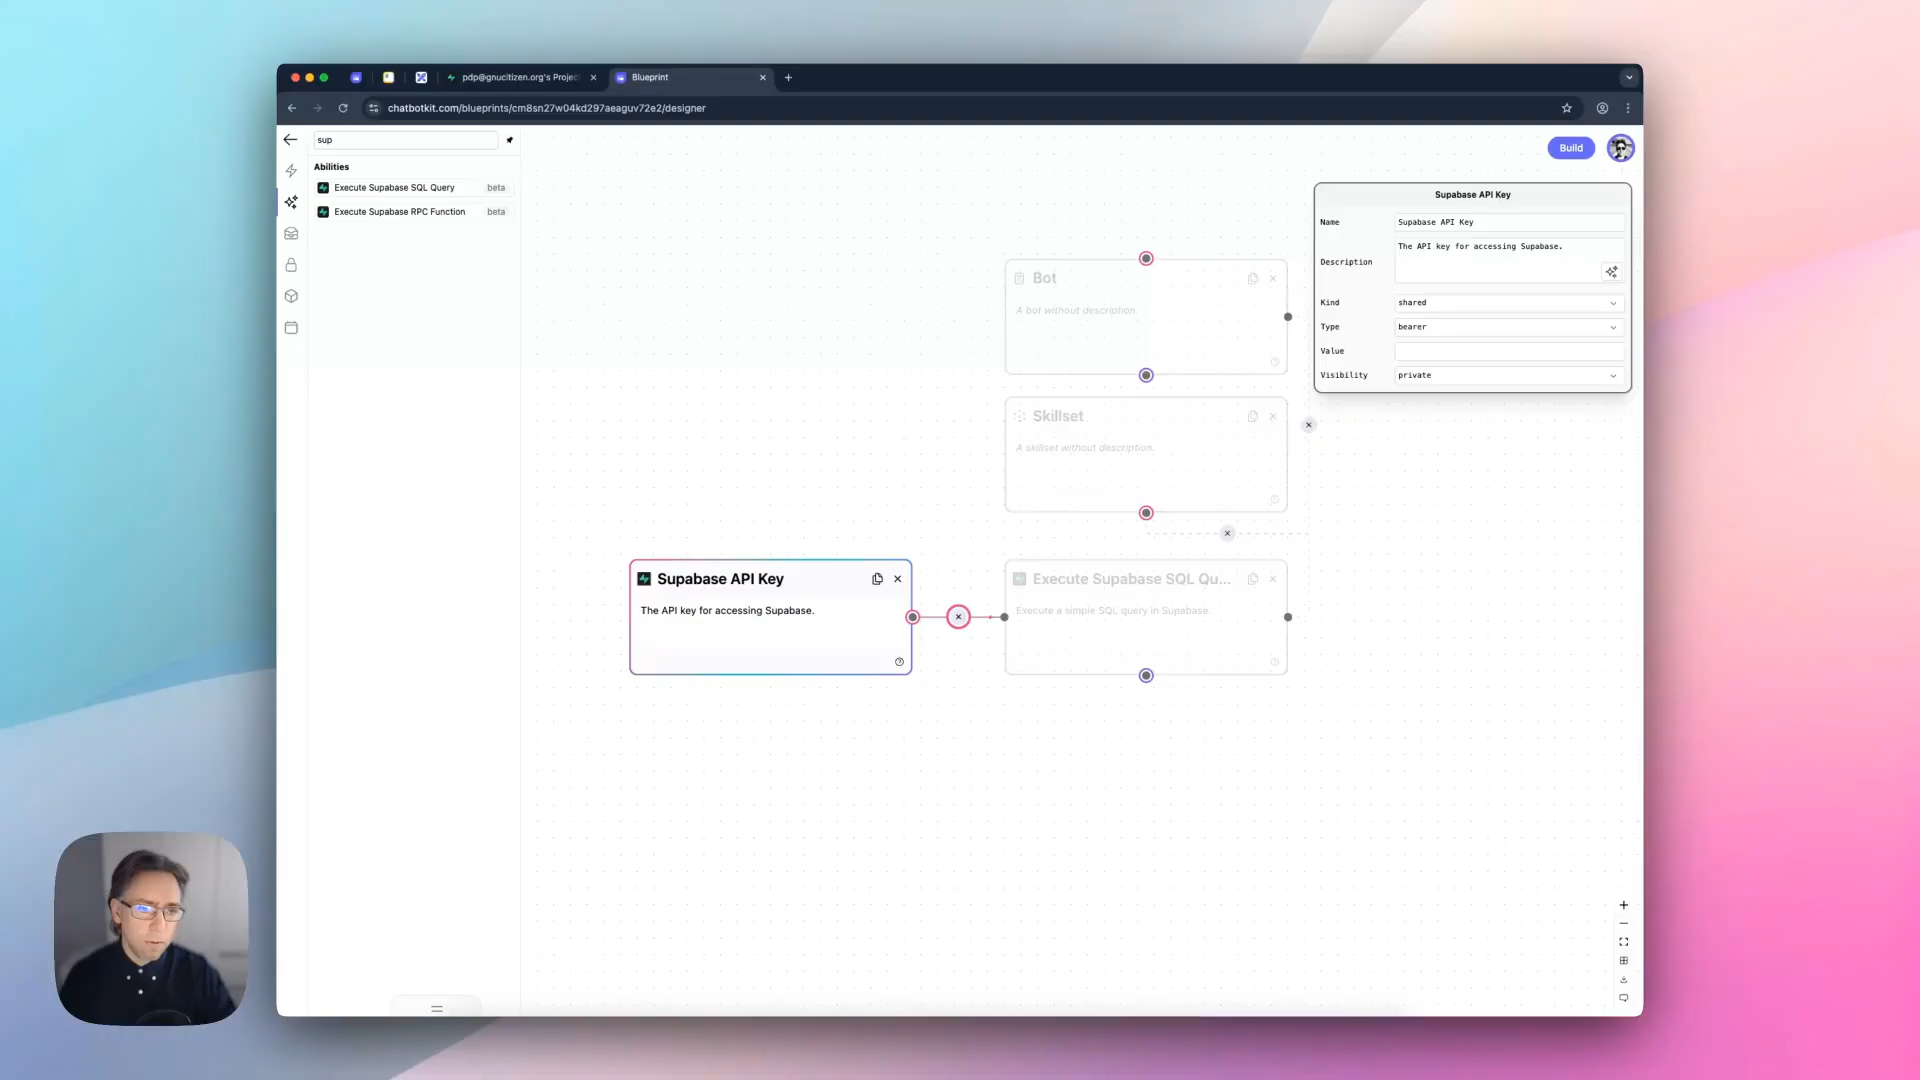 pdp@gnucitizen.org's Projec
Blueprint
chatbotkit.com/blueprints/cm8sn27w04kd297aeaguv72e2/designer
sup
Build
Abilities
Execute Supabase SQL Query beta
Execute Supabase RPC Function beta
Supabase API Key
Name Supabase API Key
Description The API key for accessing Supabase.
Kind shared
Type bearer
Value
Visibility private
Bot
A bot without description.
Skillset
A skillset without description.
Supabase API Key
The API key for accessing Supabase.
Execute Supabase SQL Qu...
Execute a simple SQL query in Supabase.